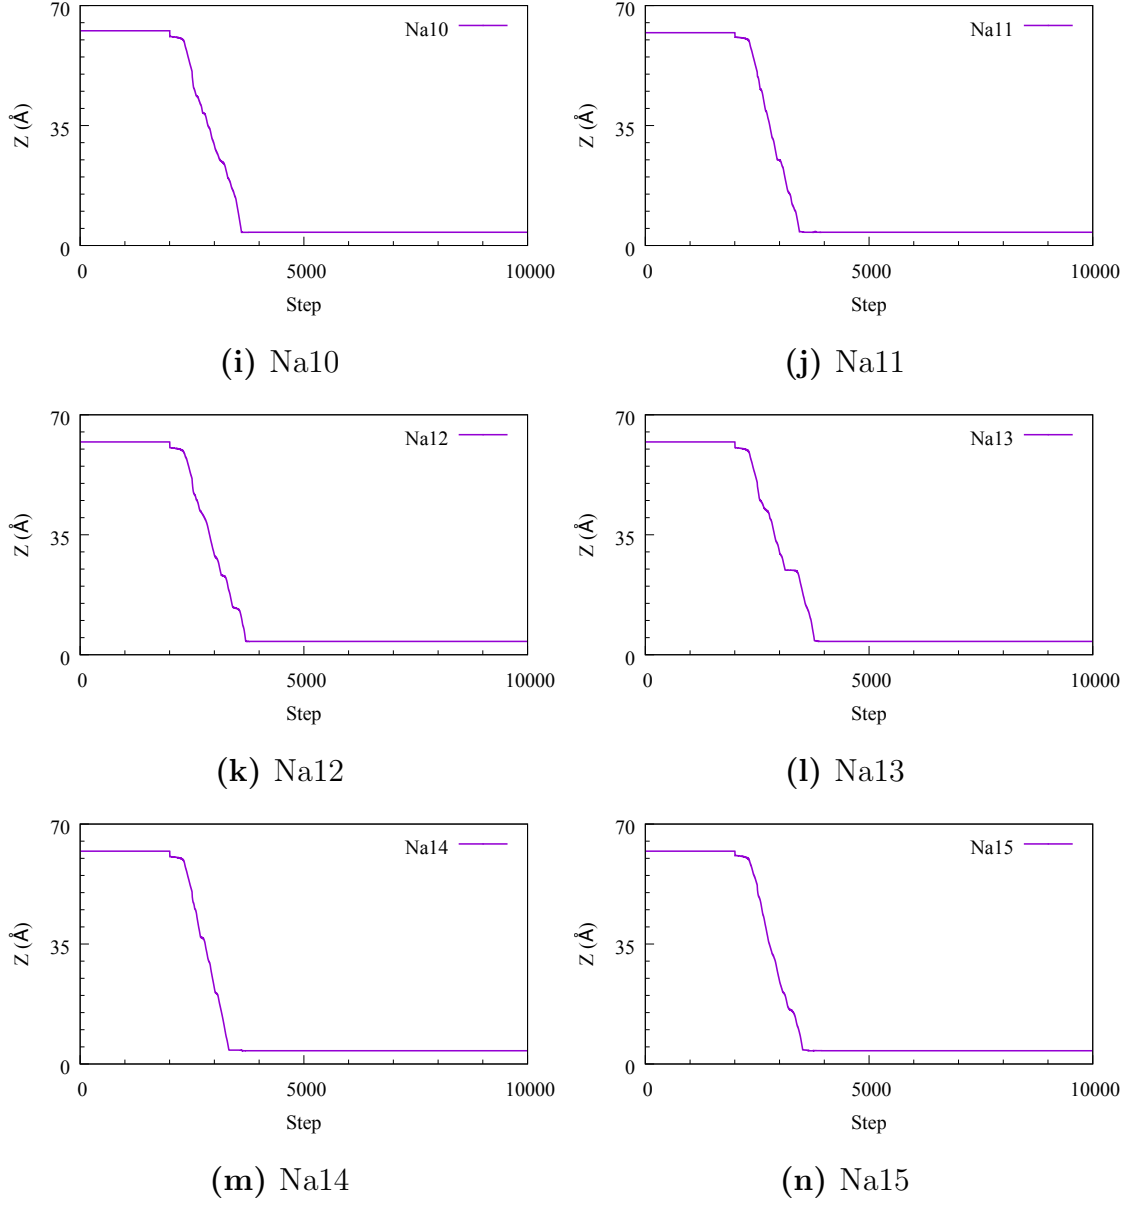 70
35
0
Z (Å)
Na10
0
5000
10000
Step
(i) Na10
70
35
0
Z (Å)
Na11
0
5000
10000
Step
(j) Na11
70
35
0
Z (Å)
Na12
0
5000
10000
Step
(k) Na12
70
35
0
Z (Å)
Na13
0
5000
10000
Step
(l) Na13
70
35
0
Z (Å)
Na14
0
5000
10000
Step
(m) Na14
70
35
0
Z (Å)
Na15
0
5000
10000
Step
(n) Na15